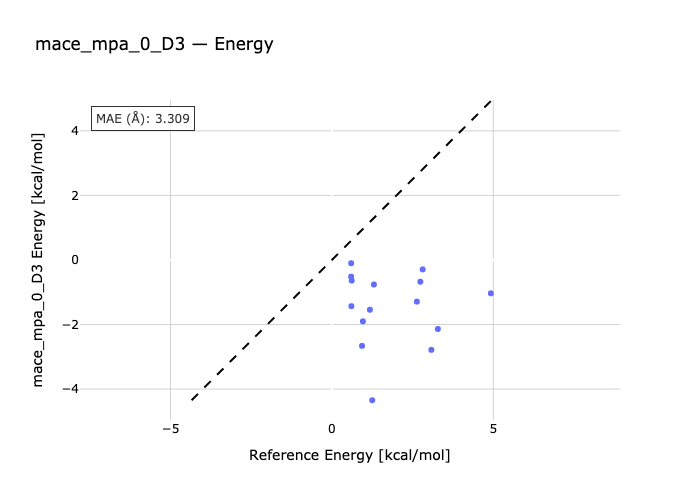 mace_mpa_0_D3 — Energy
MAE (Å): 3.309
4
2
0
−2
−4
−5
0
5
Reference Energy [kcal/mol]
mace_mpa_0_D3 Energy [kcal/mol]